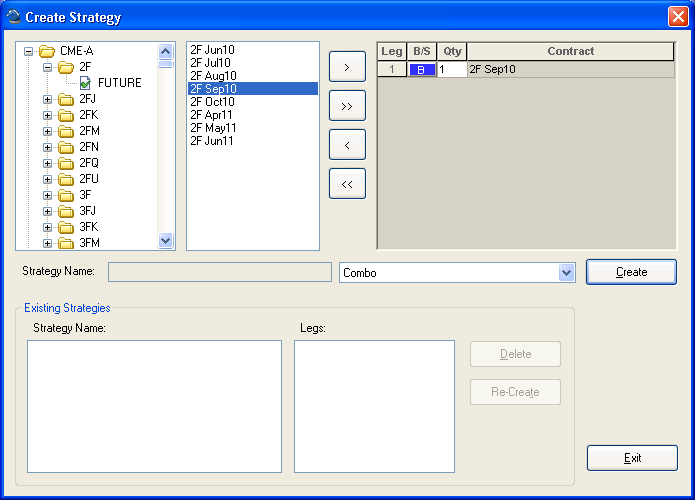 Create Strategy
CME-A
2F
FUTURE
2FJ
2FK
2FM
2FN
2FQ
2FU
3F
3FJ
3FK
3FM
2F Jun10
2F Jul10
2F Aug10
2F Sep10
2F Oct10
2F Apr11
2F May11
2F Jun11
>
>>
<
<<
Leg B/S Qty Contract
1 B 1 2F Sep10
Strategy Name: Combo Create
Existing Strategies
Strategy Name: Legs:
Delete
Re-Create
Exit